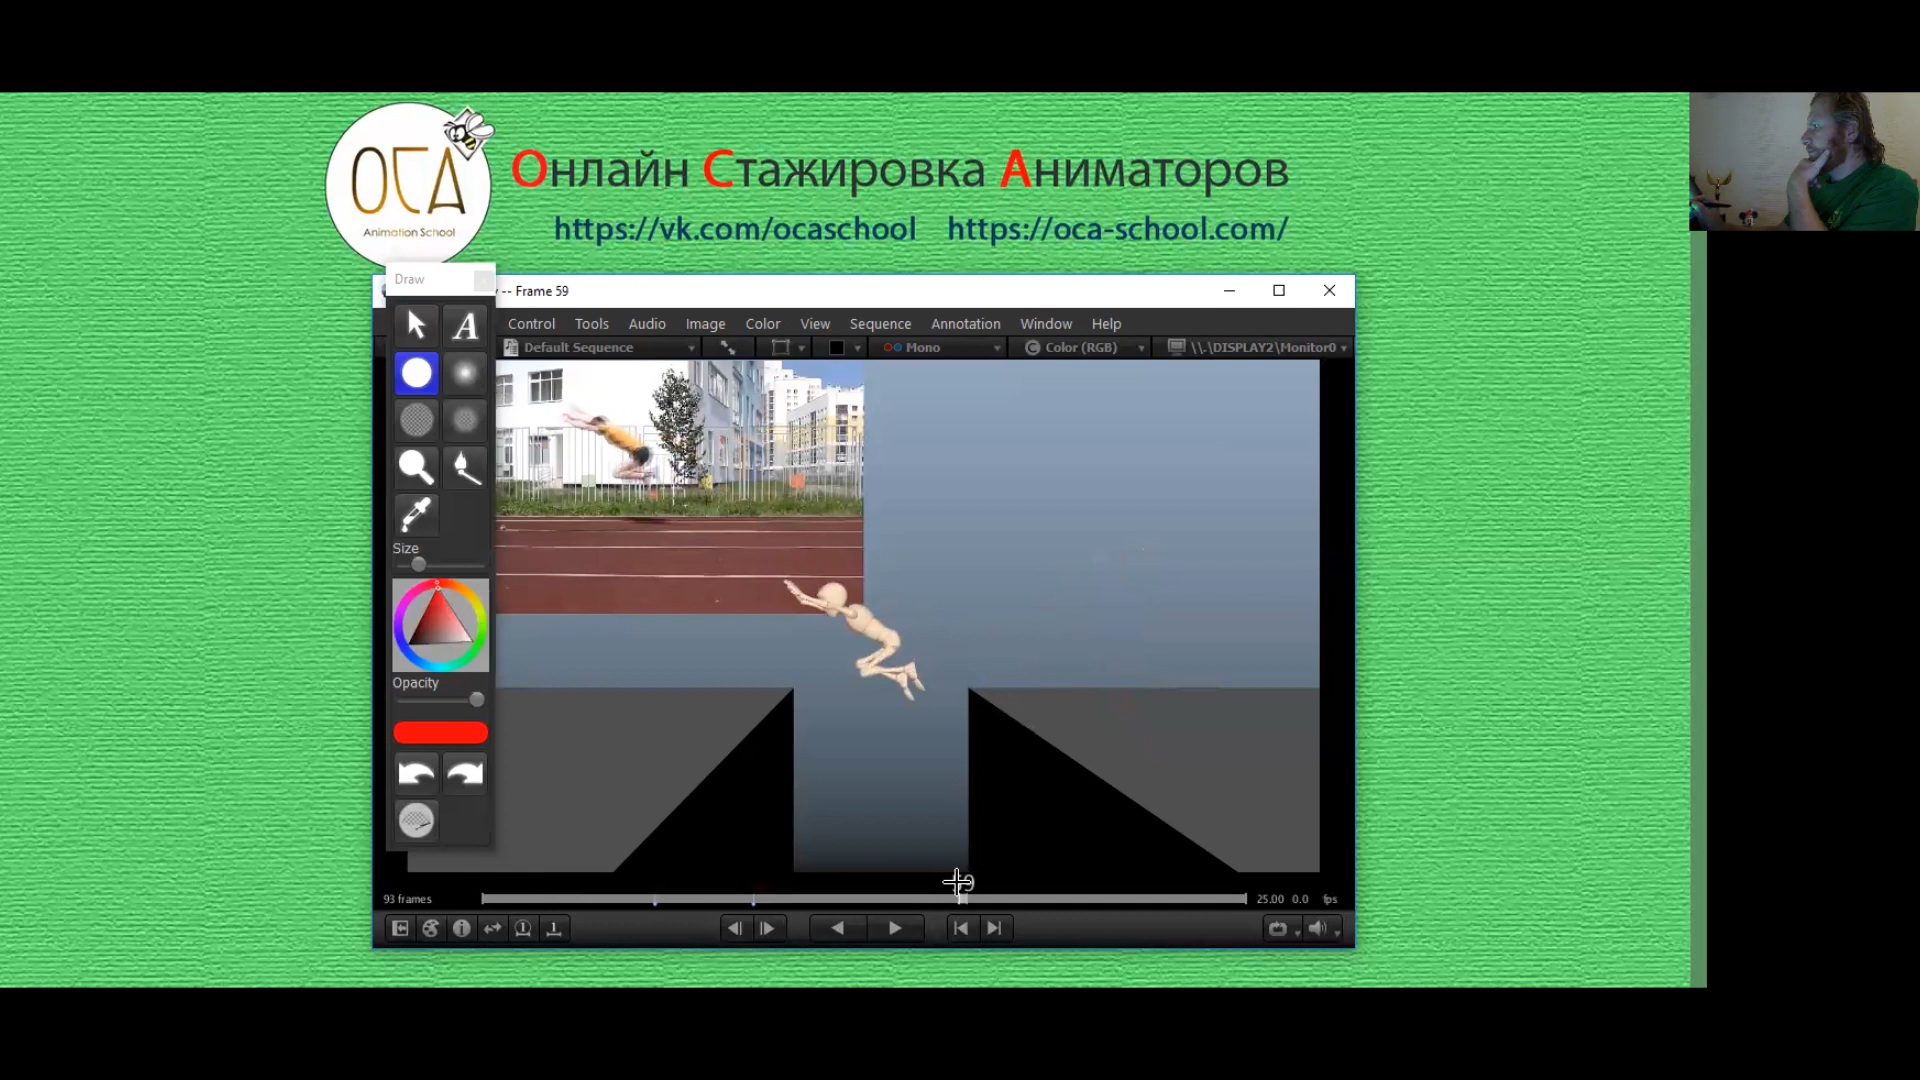 ОСА
Animation School
Онлайн Стажировка Аниматоров
https://vk.com/ocaschool https://oca-school.com/
Draw
-- Frame 59
Control Tools Audio Image Color View Sequence Annotation Window Help
Default Sequence Mono Color (RGB) \\.\DISPLAY2\Monitor0
A
Size
Opacity
93 frames 25.00 0.0 fps